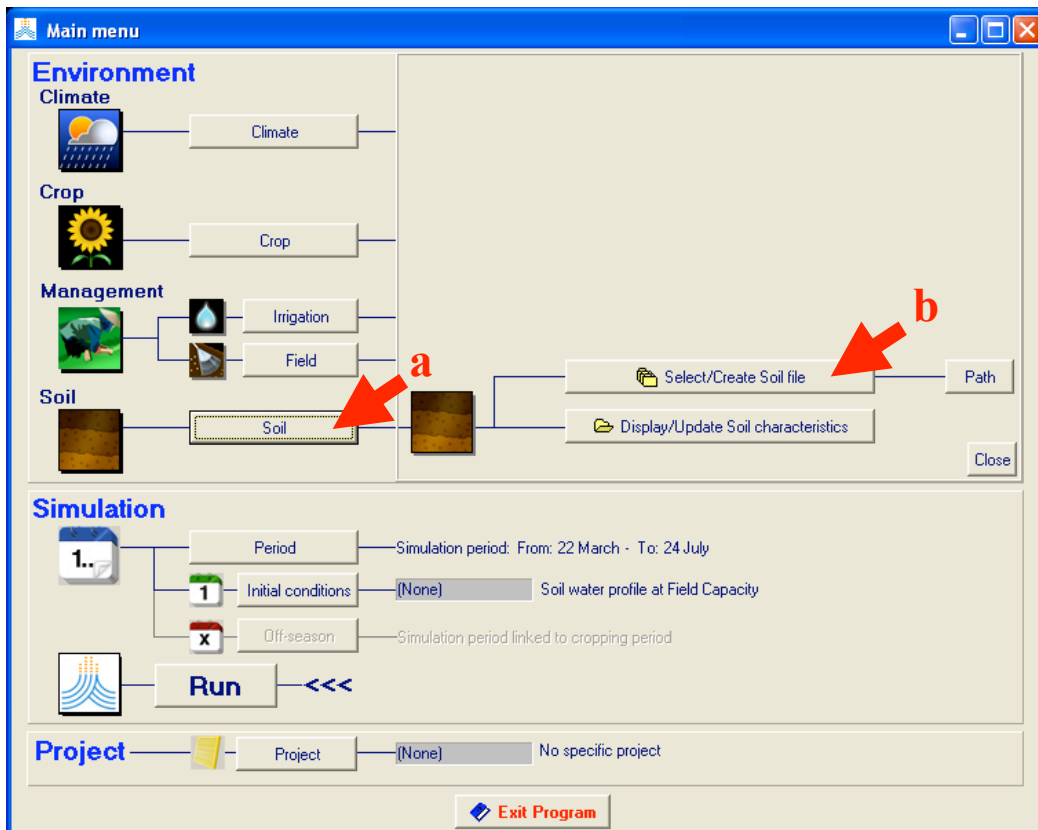 Main menu
Environment
Climate
Climate
Crop
Crop
Management
Irrigation
Field
a
b
Soil
Soil
Select/Create Soil file
Path
Display/Update Soil characteristics
Close
Simulation
1..
Period
Simulation period: From: 22 March - To: 24 July
1
Initial conditions
(None)
Soil water profile at Field Capacity
x
Off-season
Simulation period linked to cropping period
Run
<<<
Project
Project
(None)
No specific project
Exit Program